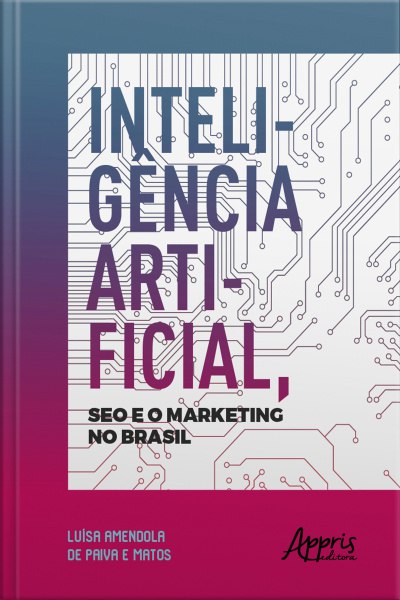 INTELI-
GÊNCIA
ARTI-
FICIAL,
SEO E O MARKETING
NO BRASIL
LUÍSA AMENDOLA
DE PAIVA E MATOS
Appris
editora